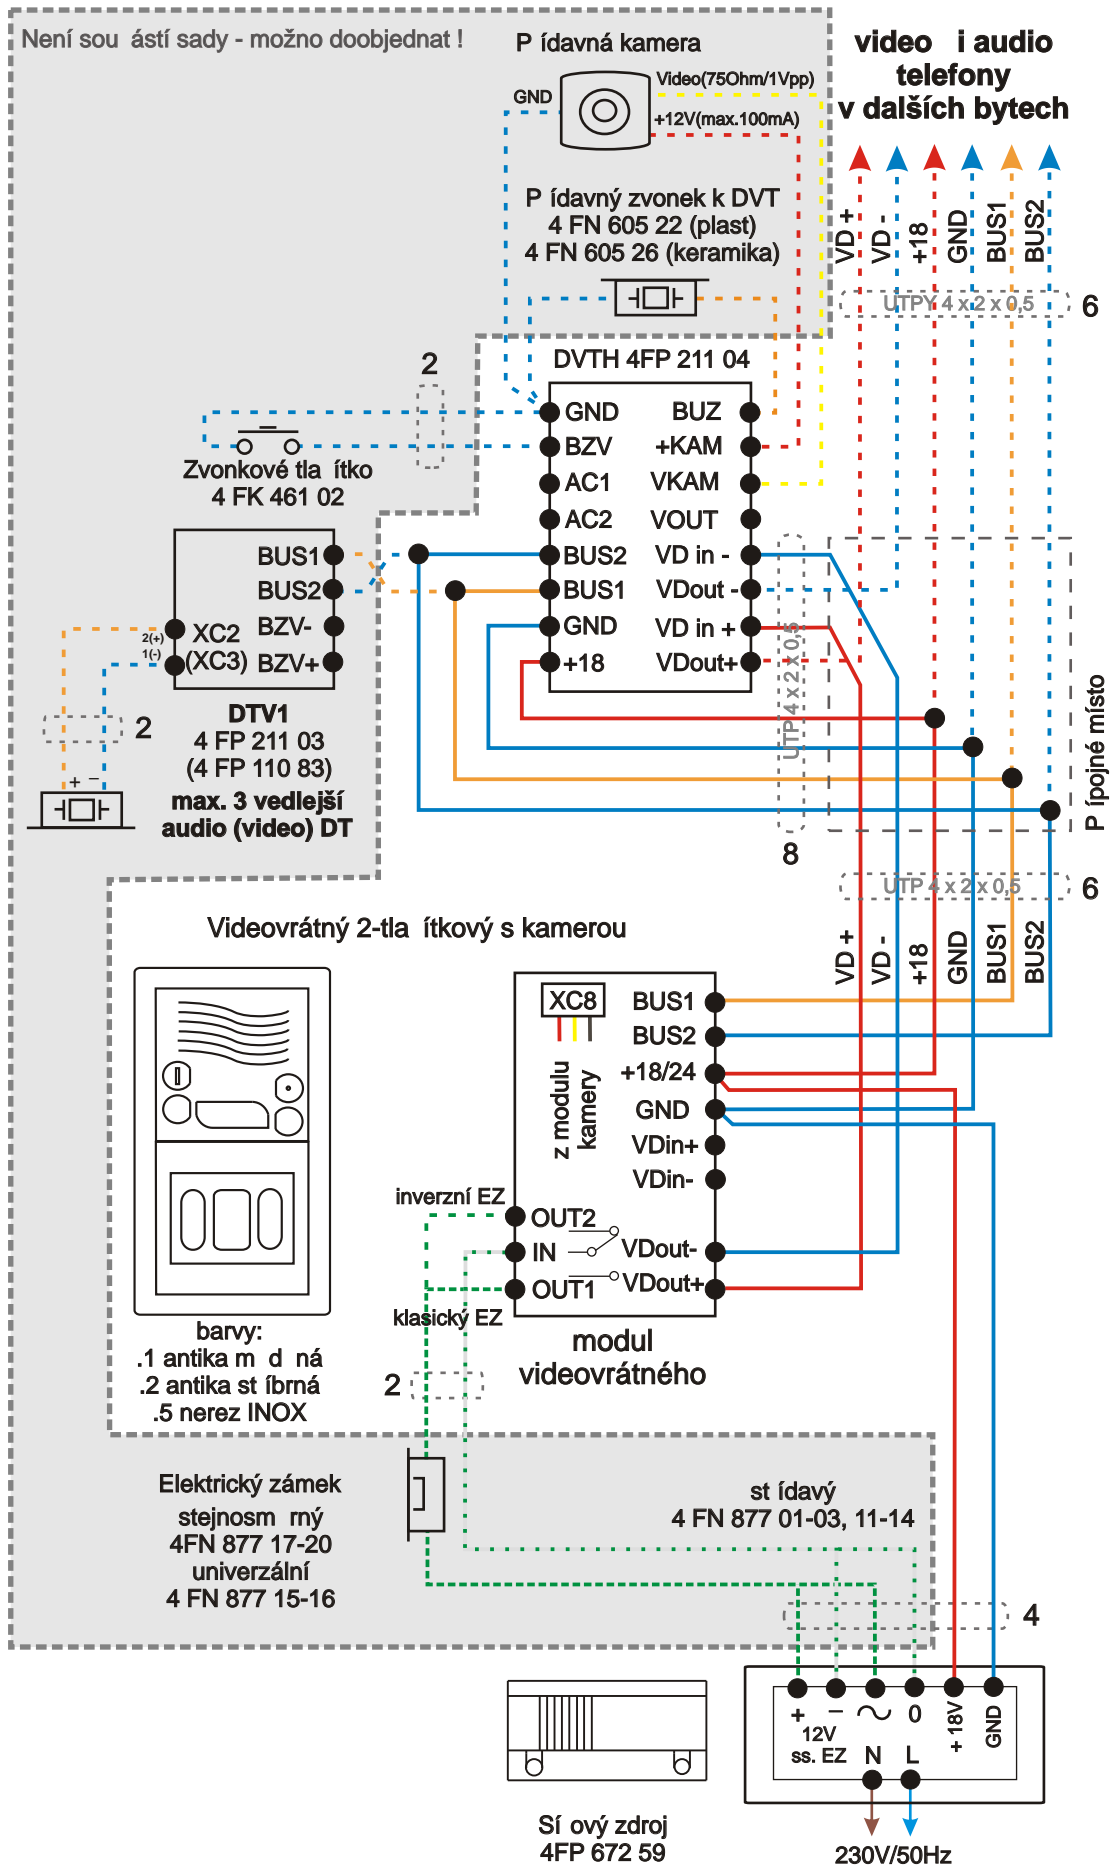 Není sou ástí sady - možno doobjednat !
P ídavná kamera
GND
Video(75Ohm/1Vpp)
+12V(max.100mA)
video i audio
telefony
v dalších bytech
P ídavný zvonek k DVT
4 FN 605 22 (plast)
4 FN 605 26 (keramika)
VD +
VD -
+18
GND
BUS1
BUS2
UTPY 4 x 2 x 0,5
6
DVTH 4FP 211 04
2
GND
BZV
AC1
AC2
BUS2
BUS1
GND
+18
BUZ
+KAM
VKAM
VOUT
VD in -
VDout -
VD in +
VDout+
Zvonkové tla ítko
4 FK 461 02
BUS1
BUS2
BZV-
BZV+
2(+)
1(-)
XC2
(XC3)
2
DTV1
4 FP 211 03
(4 FP 110 83)
max. 3 vedlejší
audio (video) DT
+ −
UTP 4 x 2 x 0,5
8
P ípojné místo
UTP 4 x 2 x 0,5
6
VD +
VD -
+18
GND
BUS1
BUS2
Videovrátný 2-tla ítkový s kamerou
XC8
z modulu
kamery
BUS1
BUS2
+18/24
GND
VDin+
VDin-
VDout-
VDout+
inverzní EZ
OUT2
IN
OUT1
klasický EZ
modul
videovrátného
barvy:
.1 antika m d ná
.2 antika st íbrná
.5 nerez INOX
2
Elektrický zámek
stejnosm rný
4FN 877 17-20
univerzální
4 FN 877 15-16
st ídavý
4 FN 877 01-03, 11-14
4
+ − 0
12V
ss. EZ
+ 18V
GND
N L
230V/50Hz
Sí ový zdroj
4FP 672 59